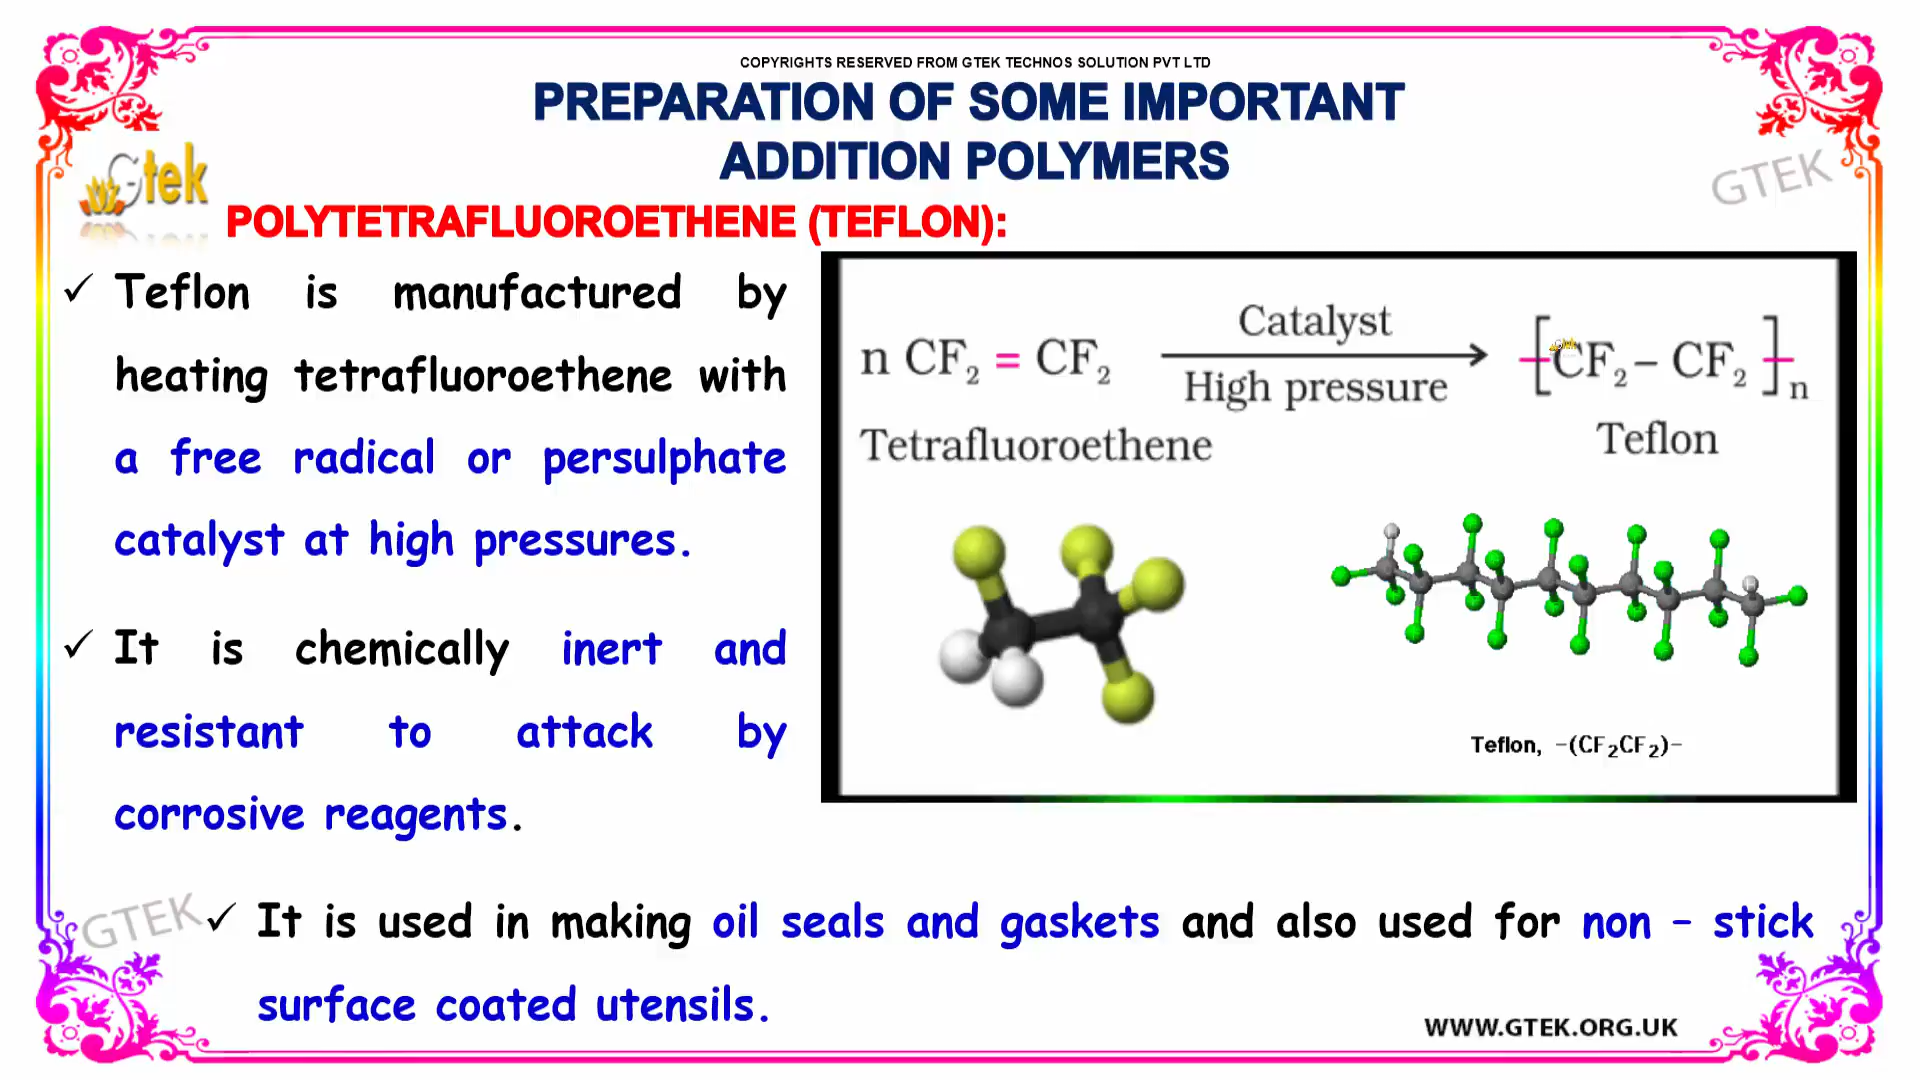 COPYRIGHTS RESERVED FROM GTEK TECHNOS SOLUTION PVT LTD
PREPARATION OF SOME IMPORTANT
ADDITION POLYMERS
Gtek
GTEK
POLYTETRAFLUOROETHENE (TEFLON):
✓ Teflon is manufactured by
heating tetrafluoroethene with
a free radical or persulphate
catalyst at high pressures.
✓ It is chemically inert and
resistant to attack by
corrosive reagents.
n CF₂ = CF₂
Catalyst
High pressure
[CF₂ – CF₂]ₙ
Tetrafluoroethene
Teflon
Teflon, –(CF₂CF₂)–
GTEK
✓ It is used in making oil seals and gaskets and also used for non – stick
surface coated utensils.
WWW.GTEK.ORG.UK